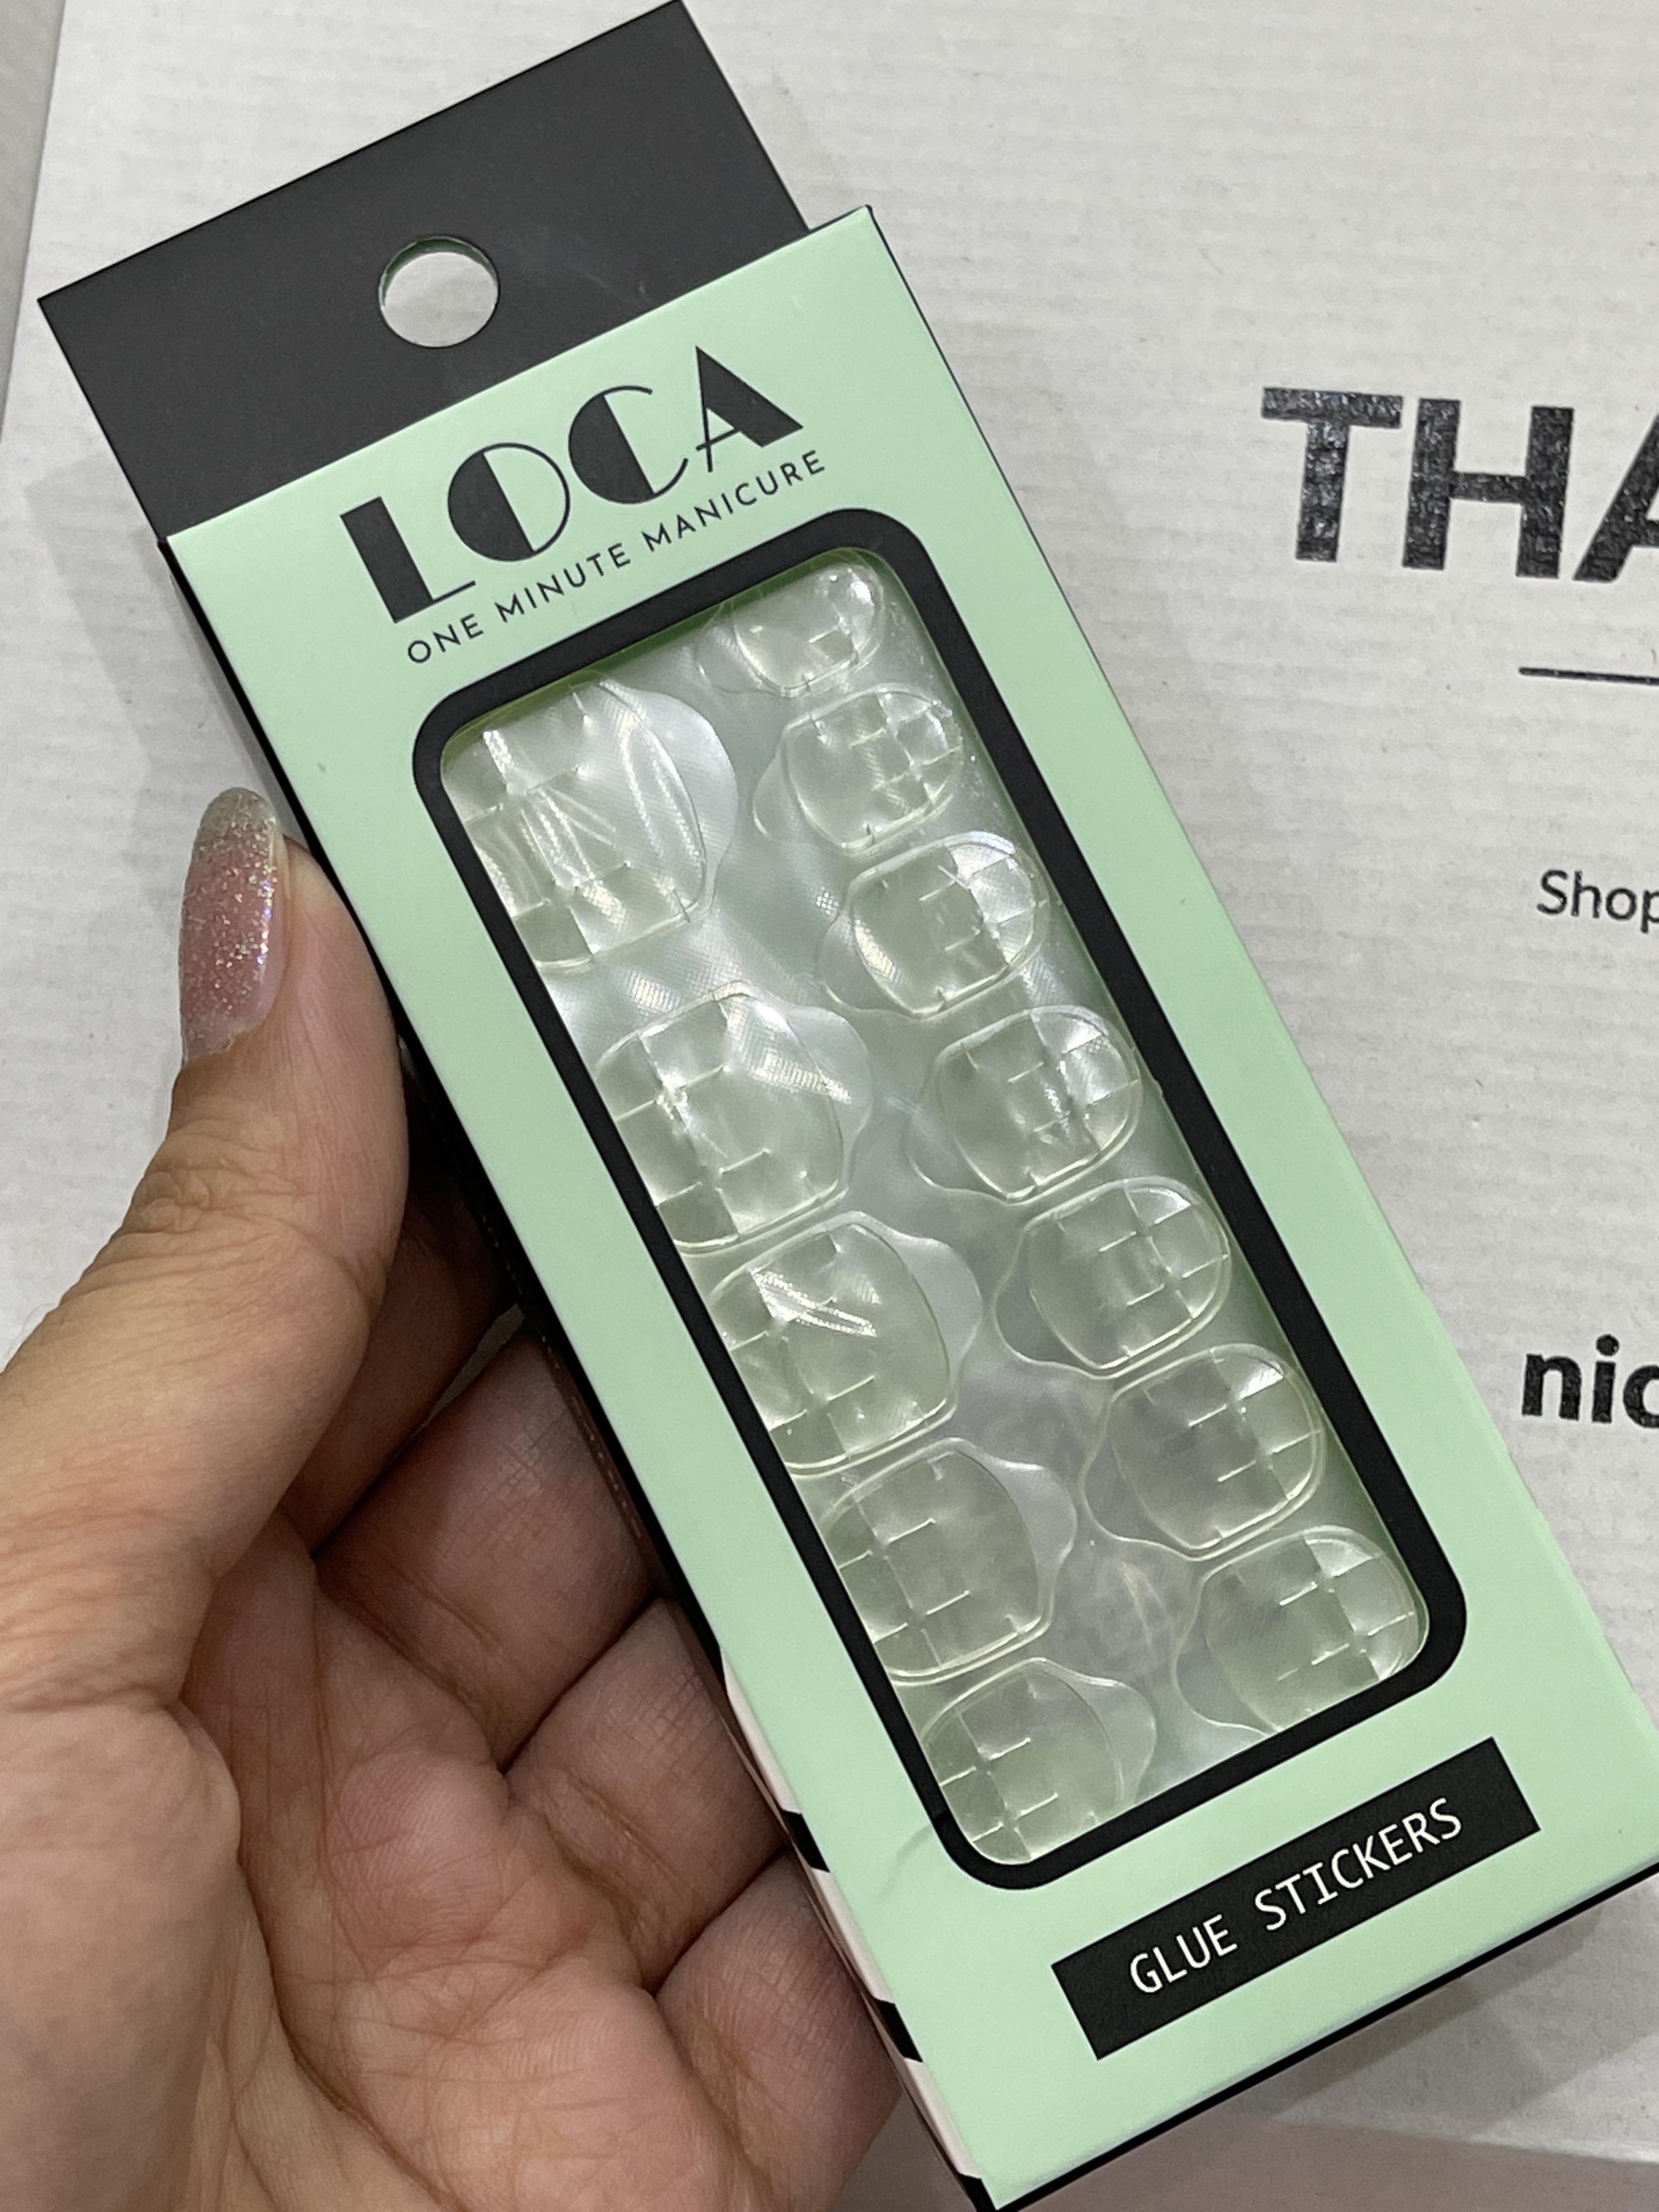 LOCA
ONE MINUTE MANICURE
GLUE STICKERS
THA
Shop
nic